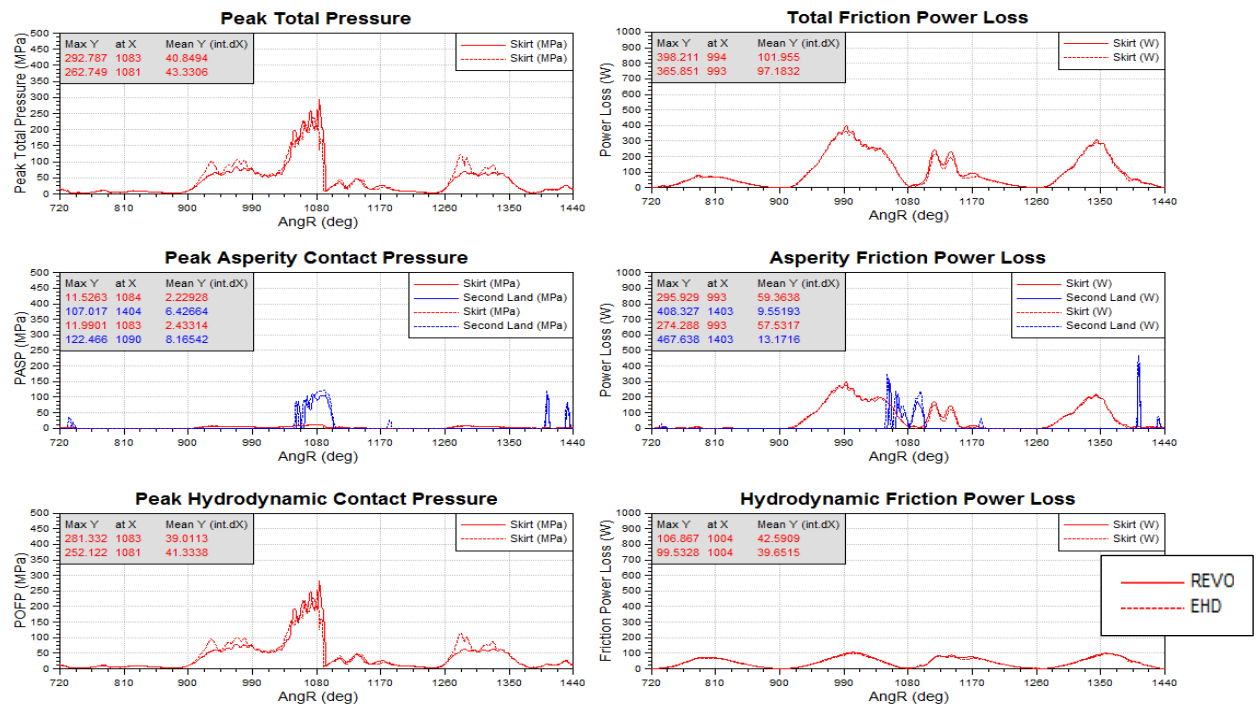 Peak Total Pressure
Peak Total Pressure (MPa)
500
450
400
350
300
250
200
150
100
50
0
Max Y at X Mean Y (int.dX)
292.787 1083 40.8494
262.749 1081 43.3306
Skirt (MPa)
Skirt (MPa)
720 810 900 990 1080 1170 1260 1350 1440
AngR (deg)
Total Friction Power Loss
Power Loss (W)
1000
900
800
700
600
500
400
300
200
100
0
Max Y at X Mean Y (int.dX)
398.211 994 101.955
365.851 993 97.1832
Skirt (W)
Skirt (W)
720 810 900 990 1080 1170 1260 1350 1440
AngR (deg)
Peak Asperity Contact Pressure
PASP (MPa)
500
450
400
350
300
250
200
150
100
50
0
Max Y at X Mean Y (int.dX)
11.5263 1084 2.22928
107.017 1404 6.42664
11.9901 1083 2.43314
122.466 1090 8.16542
Skirt (MPa)
Second Land (MPa)
Skirt (MPa)
Second Land (MPa)
720 810 900 990 1080 1170 1260 1350 1440
AngR (deg)
Asperity Friction Power Loss
Power Loss (W)
1000
900
800
700
600
500
400
300
200
100
0
Max Y at X Mean Y (int.dX)
295.929 993 59.3638
408.327 1403 9.55193
274.288 993 57.5317
467.638 1403 13.1716
Skirt (W)
Second Land (W)
Skirt (W)
Second Land (W)
720 810 900 990 1080 1170 1260 1350 1440
AngR (deg)
Peak Hydrodynamic Contact Pressure
POFP (MPa)
500
450
400
350
300
250
200
150
100
50
0
Max Y at X Mean Y (int.dX)
281.332 1083 39.0113
252.122 1081 41.3338
Skirt (MPa)
Skirt (MPa)
720 810 900 990 1080 1170 1260 1350 1440
AngR (deg)
Hydrodynamic Friction Power Loss
Friction Power Loss (W)
1000
900
800
700
600
500
400
300
200
100
0
Max Y at X Mean Y (int.dX)
106.867 1004 42.5909
99.5328 1004 39.6515
Skirt (W)
Skirt (W)
720 810 900 990 1080 1170 1260 1350 1440
AngR (deg)
REVO
EHD